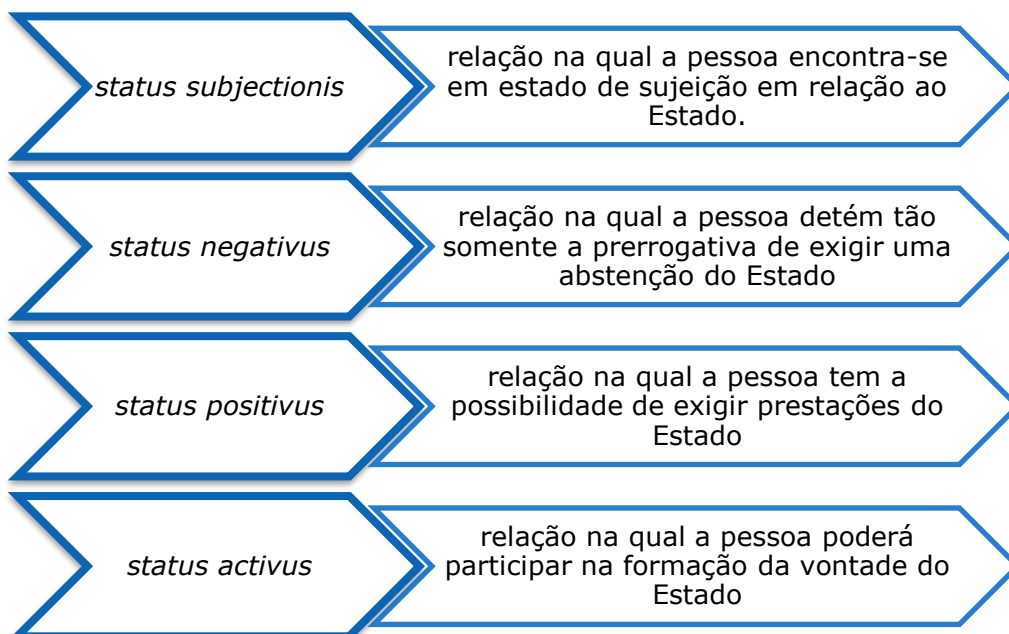 status subjectionis
relação na qual a pessoa encontra-se
em estado de sujeição em relação ao
Estado.
status negativus
relação na qual a pessoa detém tão
somente a prerrogativa de exigir uma
abstenção do Estado
status positivus
relação na qual a pessoa tem a
possibilidade de exigir prestações do
Estado
status activus
relação na qual a pessoa poderá
participar na formação da vontade do
Estado